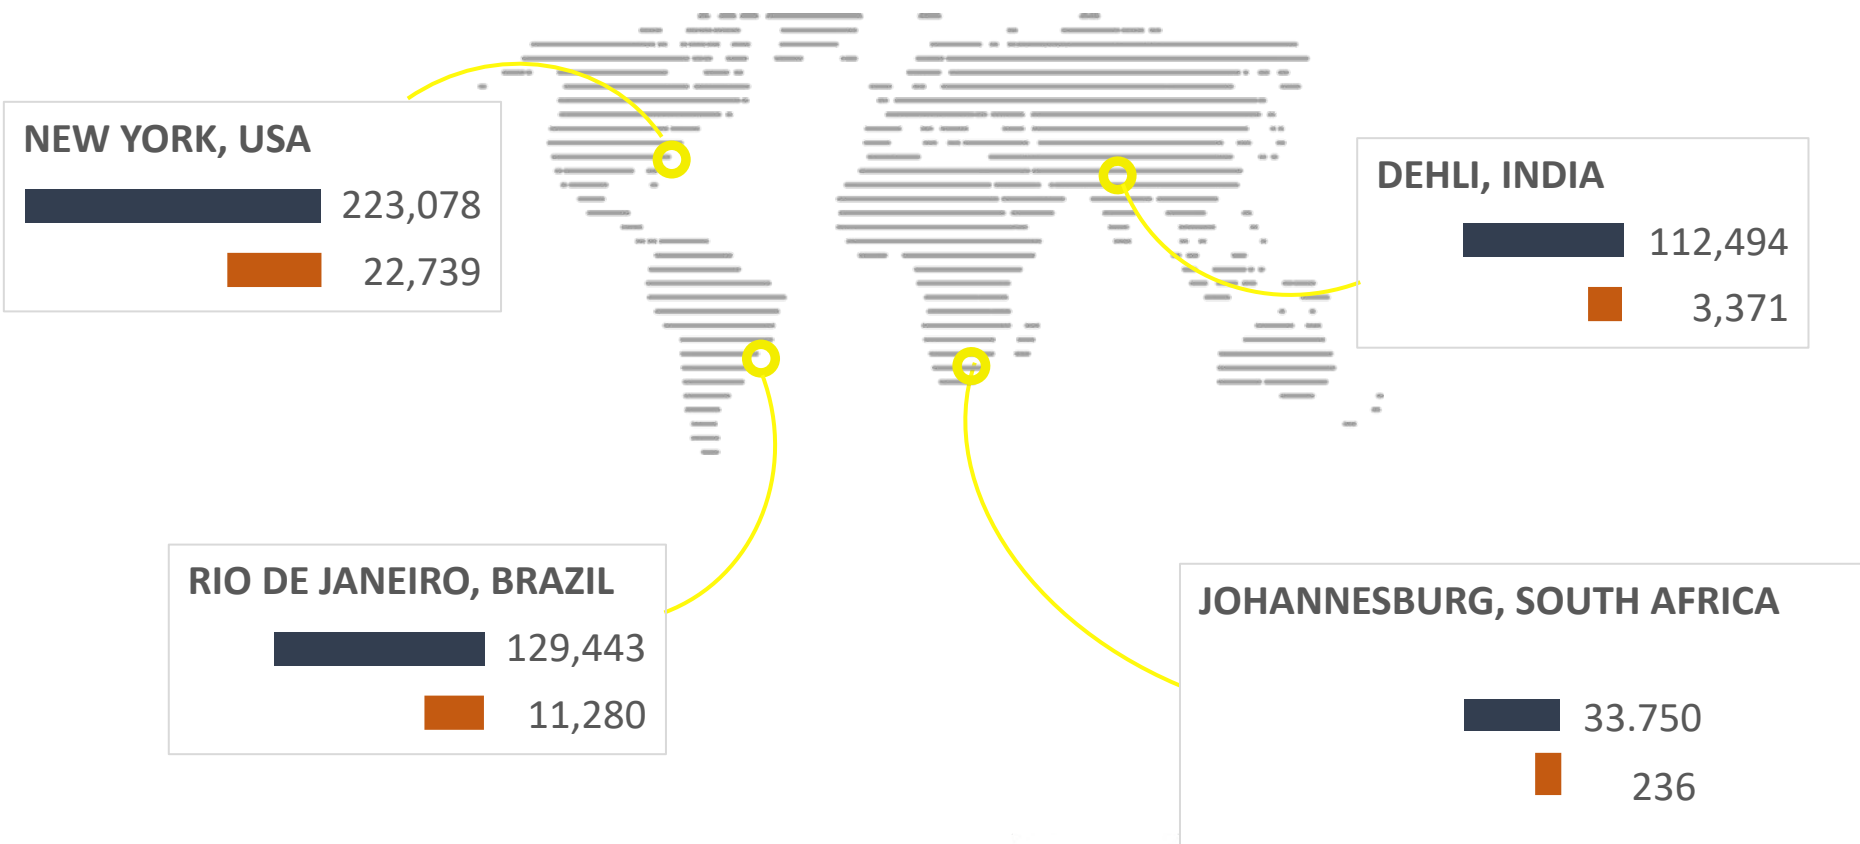 NEW YORK, USA
223,078
22,739
DEHLI, INDIA
112,494
3,371
RIO DE JANEIRO, BRAZIL
129,443
11,280
JOHANNESBURG, SOUTH AFRICA
33.750
236